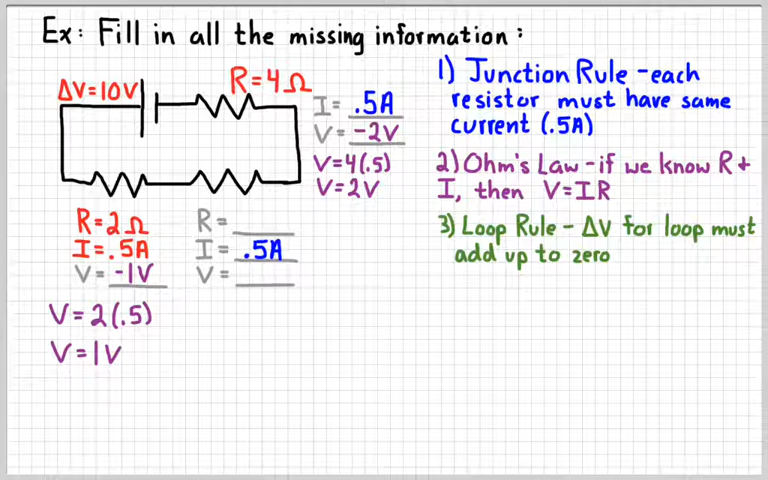 Ex: Fill in all the missing information:
ΔV=10V
R=4Ω
I= .5A
V= -2V
V=4(.5)
V=2V
R=2Ω
I=.5A
V= -1V
V=2(.5)
V=1V
R=
I= .5A
V=
1) Junction Rule - each
resistor must have same
current (.5A)
2) Ohm's Law - if we know R +
I, then V=IR
3) Loop Rule - ΔV for loop must
add up to zero